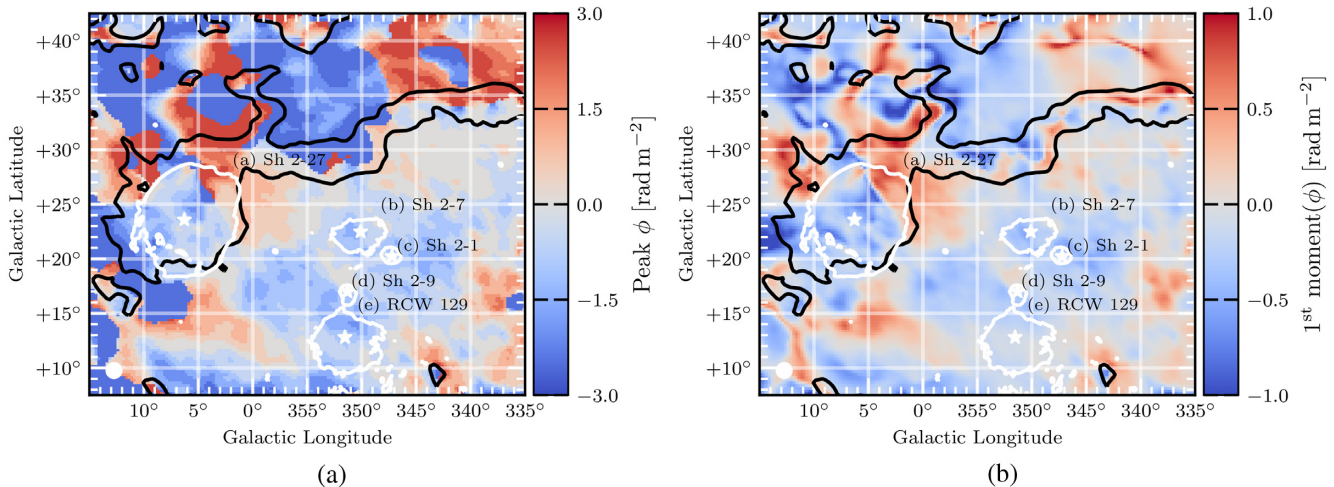 +40°
+35°
+30°
+25°
+20°
+15°
+10°
Galactic Latitude
(a) Sh 2-27
(b) Sh 2-7
(c) Sh 2-1
(d) Sh 2-9
(e) RCW 129
10° 5° 0° 355° 350° 345° 340° 335°
Galactic Longitude
3.0
1.5
0.0
−1.5
−3.0
Peak ϕ [rad m⁻²]
(a)
+40°
+35°
+30°
+25°
+20°
+15°
+10°
Galactic Latitude
(a) Sh 2-27
(b) Sh 2-7
(c) Sh 2-1
(d) Sh 2-9
(e) RCW 129
10° 5° 0° 355° 350° 345° 340° 335°
Galactic Longitude
1.0
0.5
0.0
−0.5
−1.0
1ˢᵗ moment(ϕ) [rad m⁻²]
(b)